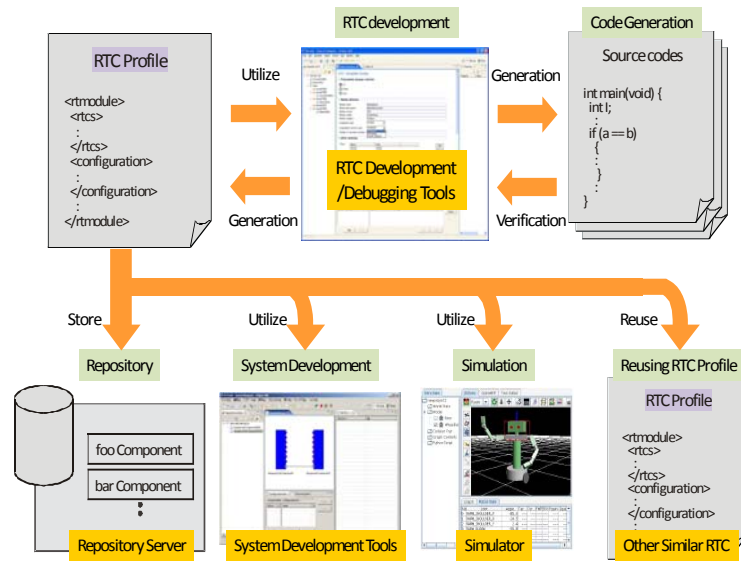 RTC development
Code Generation
RTC Profile
<rtmodule>
<rtcs>
:
</rtcs>
<configuration>
:
</configuration>
:
</rtmodule>
Utilize
Generation
RTC Development
/Debugging Tools
Generation
Verification
Source codes
int main(void) {
int I;
:
if (a == b)
{
:
}
:
}
Store
Utilize
Utilize
Reuse
Repository
System Development
Simulation
Reusing RTC Profile
foo Component
bar Component
Repository Server
System Development Tools
Simulator
RTC Profile
<rtmodule>
<rtcs>
:
</rtcs>
<configuration>
:
</configuration>
:
Other Similar RTC